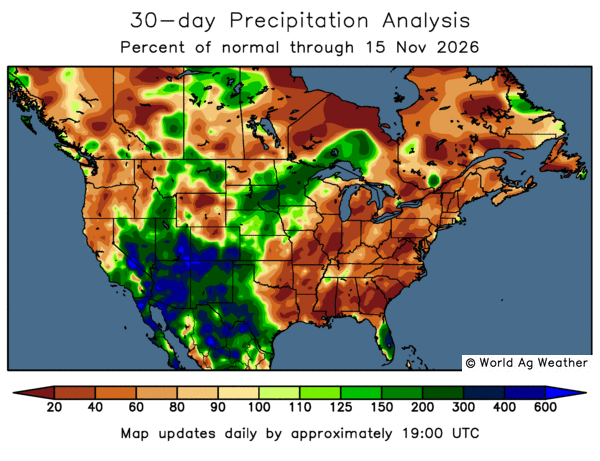 30-day Precipitation Analysis
Percent of normal through 15 Nov 2026
© World Ag Weather
20 40 60 80 90 100 110 125 150 200 300 400 600
Map updates daily by approximately 19:00 UTC